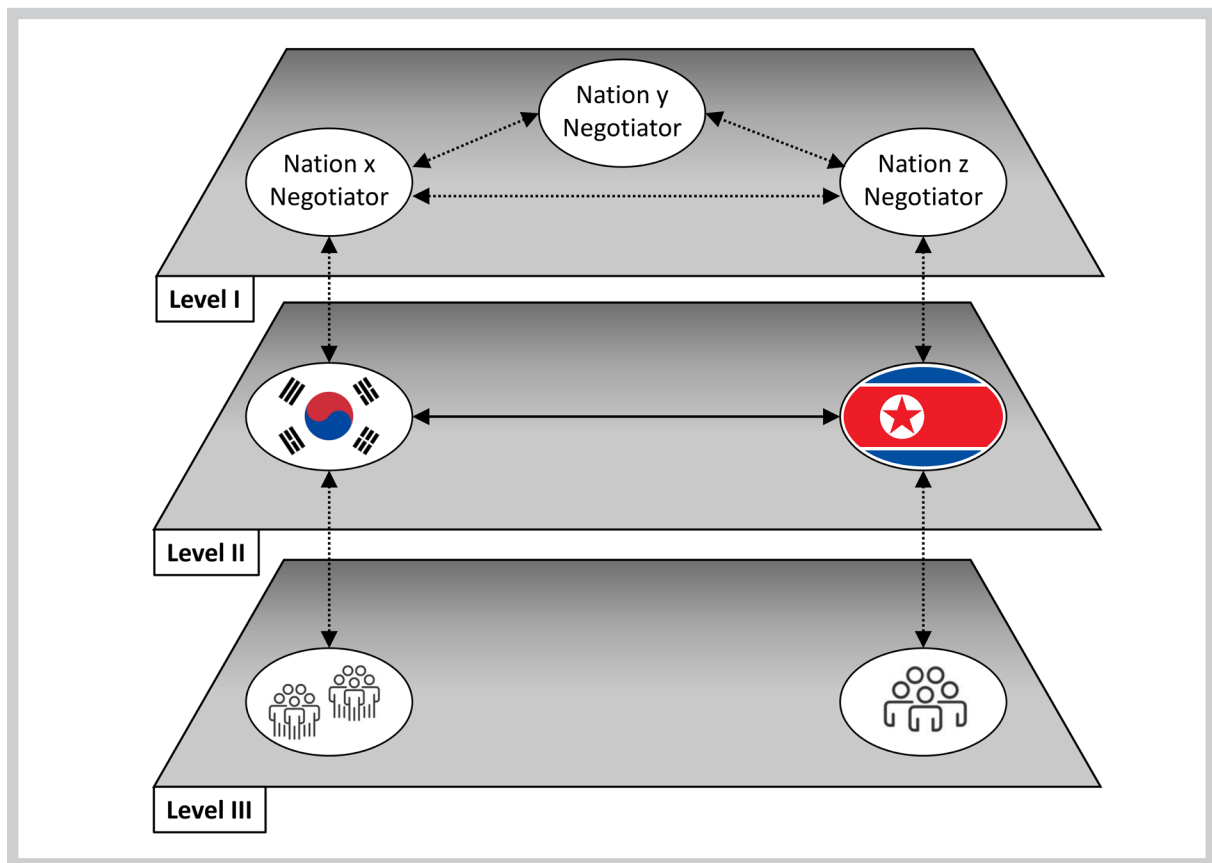 Nation y
Negotiator
Nation x
Negotiator
Nation z
Negotiator
Level I
Level II
Level III